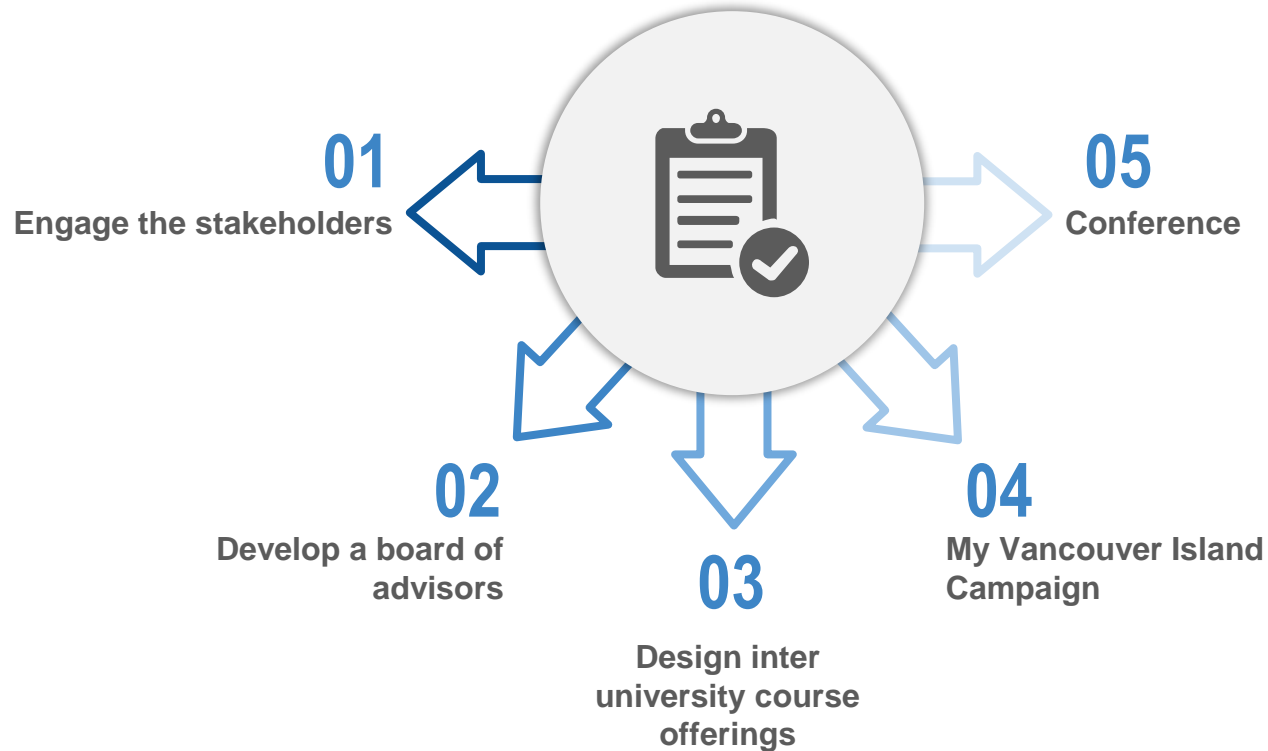 01
Engage the stakeholders
02
Develop a board of
advisors
03
Design inter
university course
offerings
04
My Vancouver Island
Campaign
05
Conference